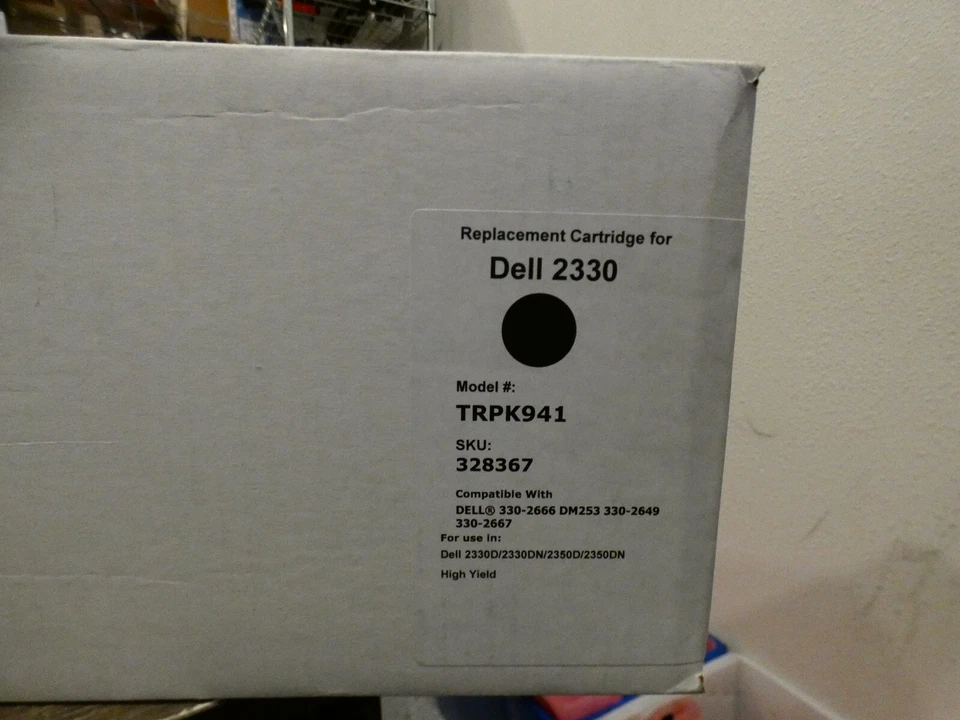 Replacement Cartridge for
Dell 2330
Model #:
TRPK941
SKU:
328367
Compatible With
DELL® 330-2666 DM253 330-2649
330-2667
For use in:
Dell 2330D/2330DN/2350D/2350DN
High Yield